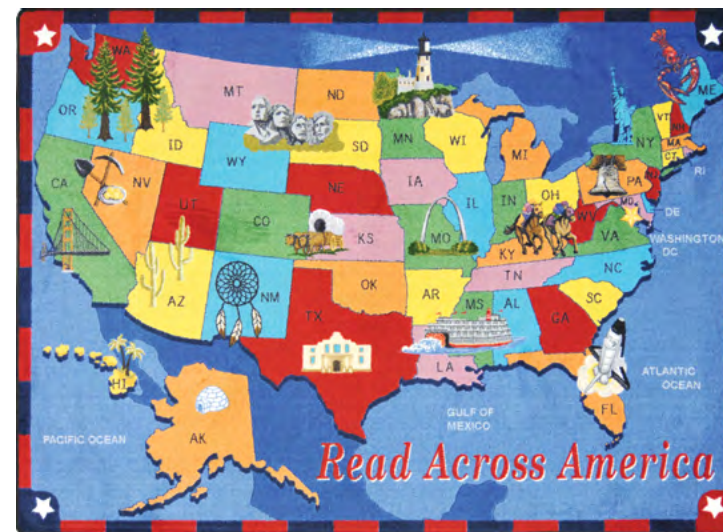 WA
ME
MT
ND
OR
VT
NH
MN
ID
SD
WI
NY
MA
WY
MI
CT
RI
CA
NV
NE
IA
PA
NJ
UT
IL
IN
OH
MD
CO
DE
WV
KS
MO
VA
WASHINGTON
DC
KY
NC
TN
OK
AZ
NM
AR
SC
TX
MS
AL
GA
LA
ATLANTIC
OCEAN
HI
FL
GULF OF
MEXICO
AK
PACIFIC OCEAN
Read Across America